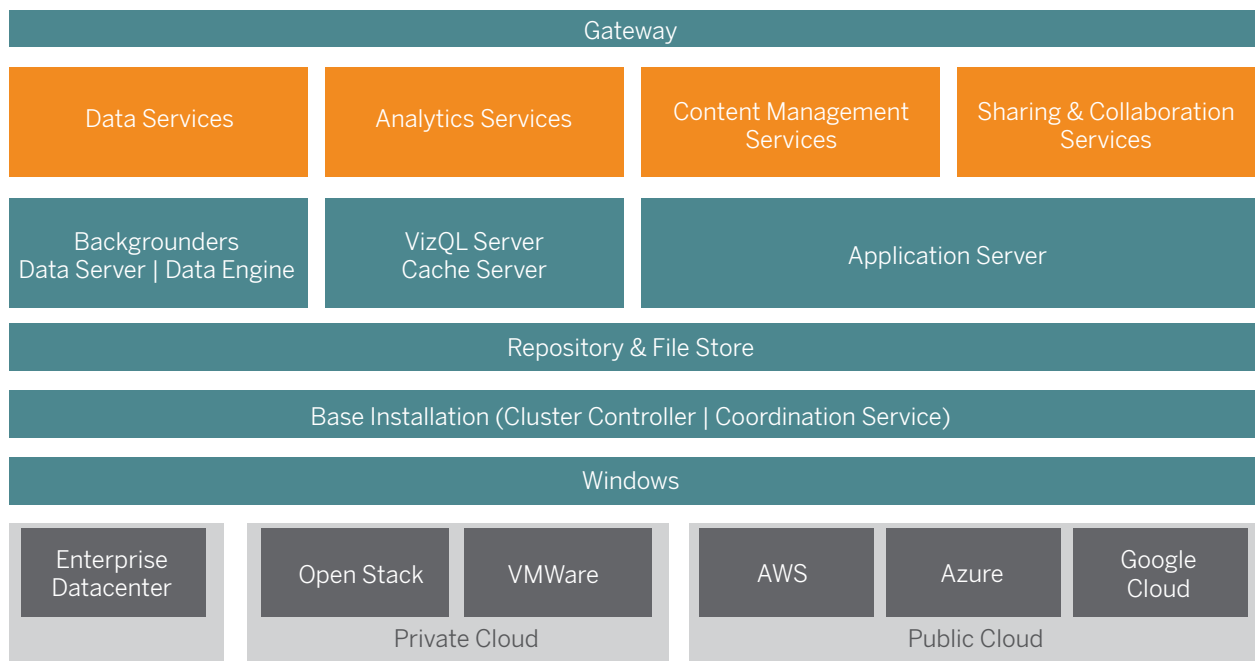 Gateway
Data Services
Analytics Services
Content Management
Services
Sharing & Collaboration
Services
Backgrounders
Data Server | Data Engine
VizQL Server
Cache Server
Application Server
Repository & File Store
Base Installation (Cluster Controller | Coordination Service)
Windows
Enterprise
Datacenter
Open Stack
VMWare
Private Cloud
AWS
Azure
Google
Cloud
Public Cloud